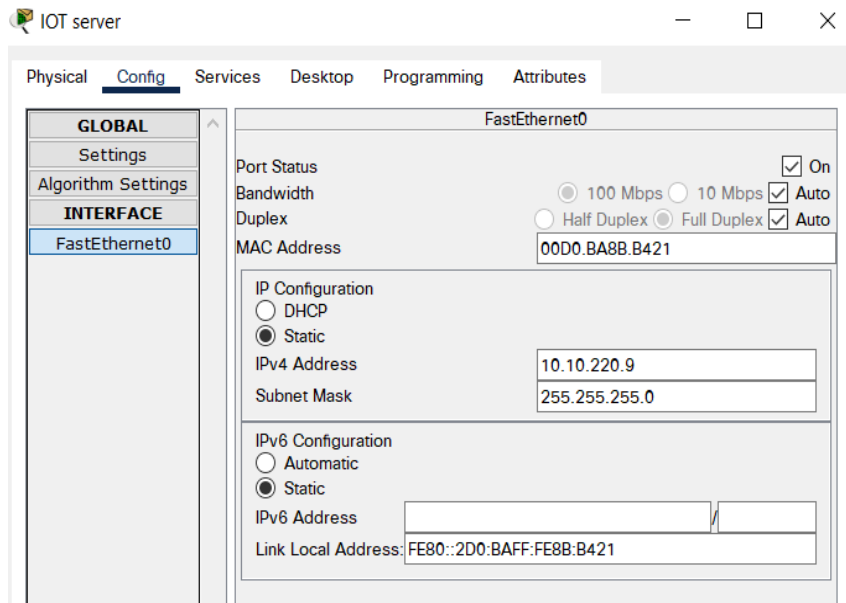 IOT server
Physical Config Services Desktop Programming Attributes
GLOBAL
Settings
Algorithm Settings
INTERFACE
FastEthernet0
FastEthernet0
Port Status On
Bandwidth 100 Mbps 10 Mbps Auto
Duplex Half Duplex Full Duplex Auto
MAC Address 00D0.BA8B.B421
IP Configuration
DHCP
Static
IPv4 Address 10.10.220.9
Subnet Mask 255.255.255.0
IPv6 Configuration
Automatic
Static
IPv6 Address /
Link Local Address: FE80::2D0:BAFF:FE8B:B421